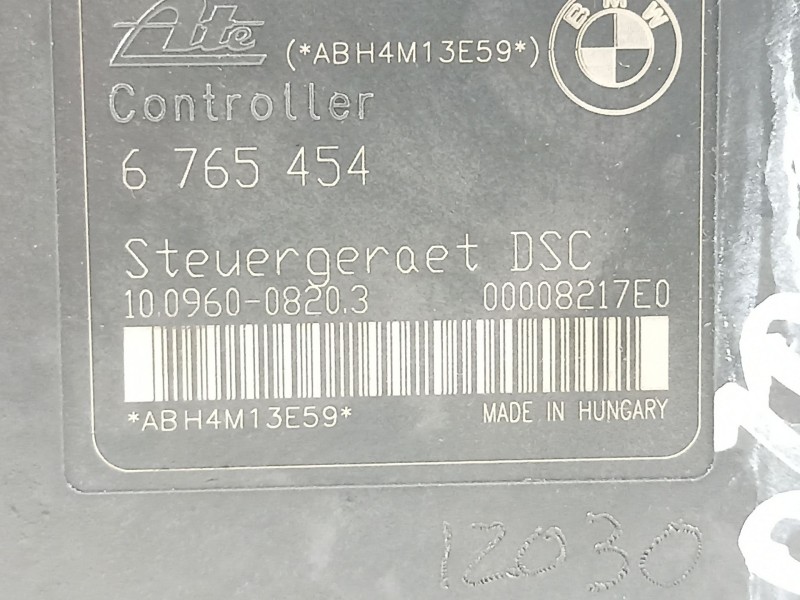 Ate (*ABH4M13E59*) BMW
Controller
6 765 454
Steuergeraet DSC
10.0960-0820.3 00008217E0
*ABH4M13E59* MADE IN HUNGARY
12030